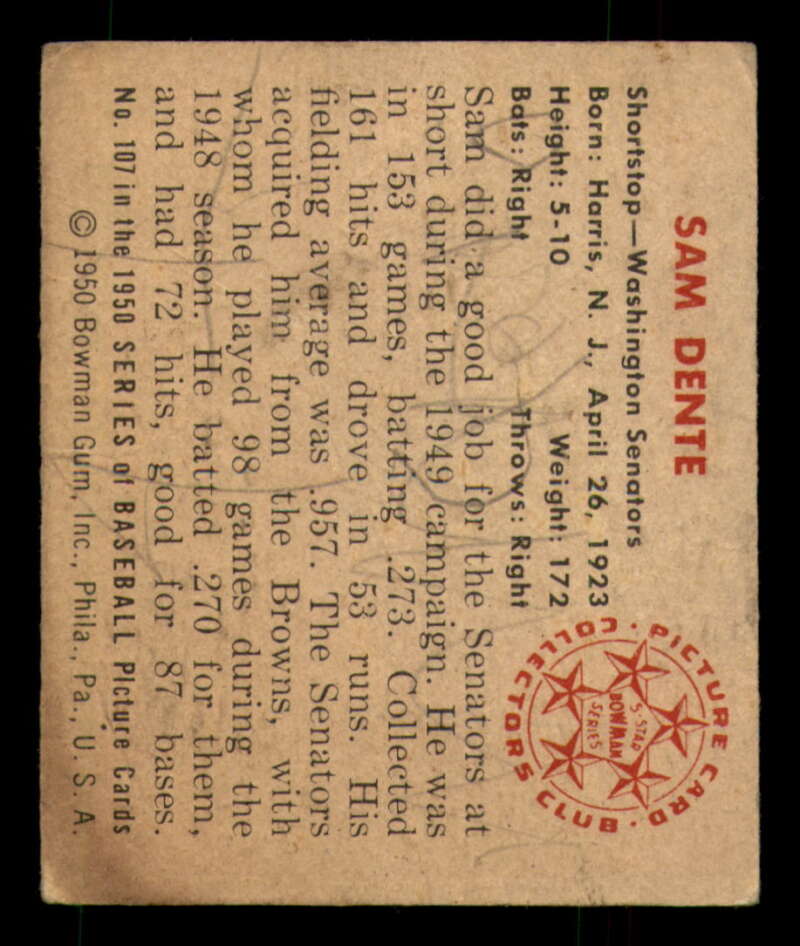 SAM DENTE
Shortstop—Washington Senators
Born: Harris, N. J., April 26, 1923
Height: 5-10 Weight: 172
Bats: Right Throws: Right
PICTURE CARD · COLLECTORS CLUB ·
5-STAR
BOWMAN
SERIES
Sam did a good job for the Senators at
short during the 1949 campaign. He was
in 153 games, batting .273. Collected
161 hits and drove in 53 runs. His
fielding average was .957. The Senators
acquired him from the Browns, with
whom he played 98 games during the
1948 season. He batted .270 for them,
and had 72 hits, good for 87 bases.
No. 107 in the 1950 SERIES of BASEBALL Picture Cards
© 1950 Bowman Gum, Inc., Phila., Pa., U. S. A.